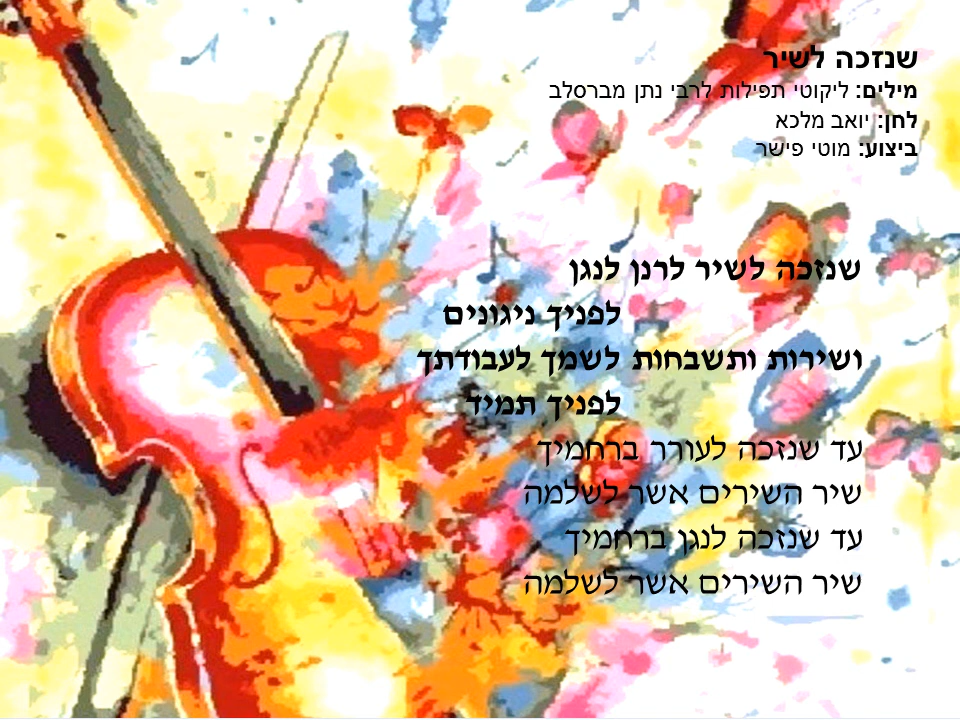 שנזכה לשיר
מילים: ליקוטי תפילות לרבי נתן מברסלב
לחן: יואב מלכא
ביצוע: מוטי פישר
שנזכה לשיר לרנן לנגן
לפניך ניגונים
ושירות ותשבחות לשמך לעבודתך
לפניך תמיד
עד שנזכה לעורר ברחמיך
שיר השירים אשר לשלמה
עד שנזכה לנגן ברחמיך
שיר השירים אשר לשלמה